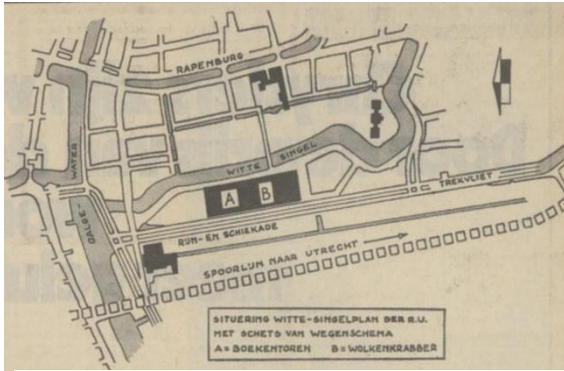 RAPENBURG
WATER
WITTE SINGEL
A B
TREKVLIET
GALGE-
RIJN- EN SCHIEKADE
SPOORLIJN NAAR UTRECHT
SITUERING WITTE-SINGELPLAN DER R.U.
MET SCHETS VAN WEGENSCHEMA
A = BOEKENTOREN B = WOLKENKRABBER